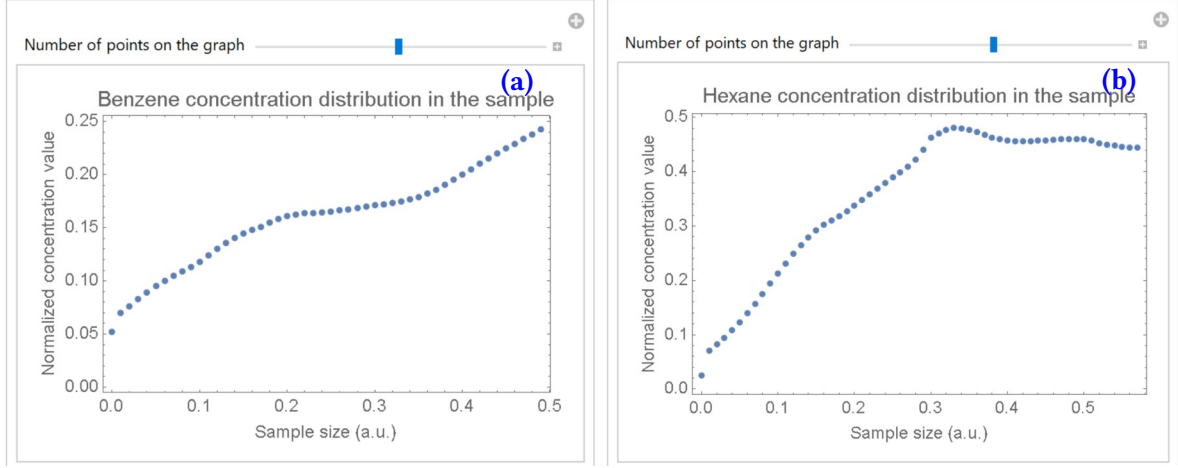 Number of points on the graph
(a)
Benzene concentration distribution in the sample
Normalized concentration value
0.25
0.20
0.15
0.10
0.05
0.00
0.0 0.1 0.2 0.3 0.4 0.5
Sample size (a.u.)
Number of points on the graph
(b)
Hexane concentration distribution in the sample
Normalized concentration value
0.5
0.4
0.3
0.2
0.1
0.0
0.0 0.1 0.2 0.3 0.4 0.5
Sample size (a.u.)